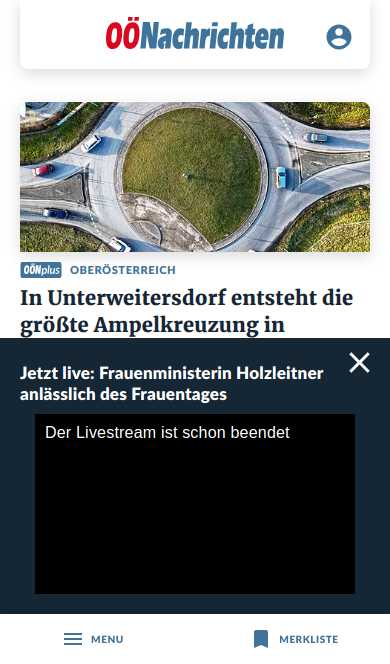 OÖNachrichten
OÖNplus OBERÖSTERREICH
In Unterweitersdorf entsteht die
größte Ampelkreuzung in
Jetzt live: Frauenministerin Holzleitner
anlässlich des Frauentages
Der Livestream ist schon beendet
MENU
MERKLISTE